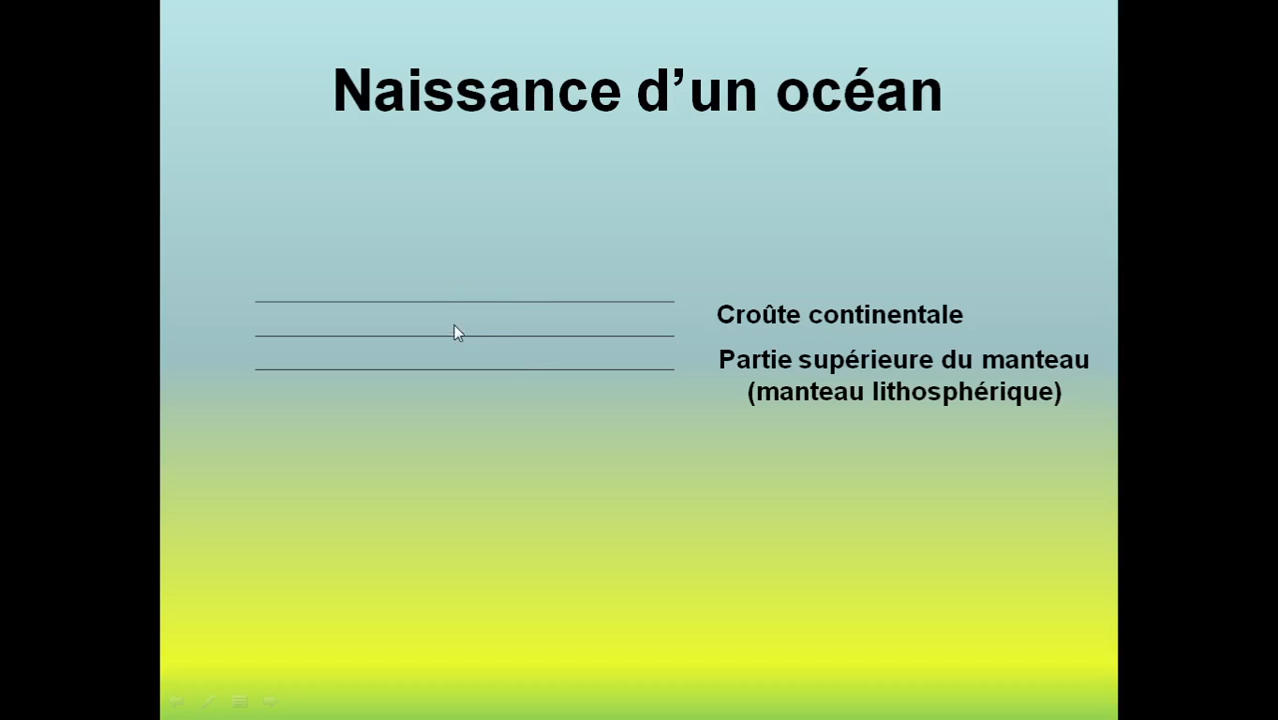 Naissance d’un océan
Croûte continentale
Partie supérieure du manteau
(manteau lithosphérique)